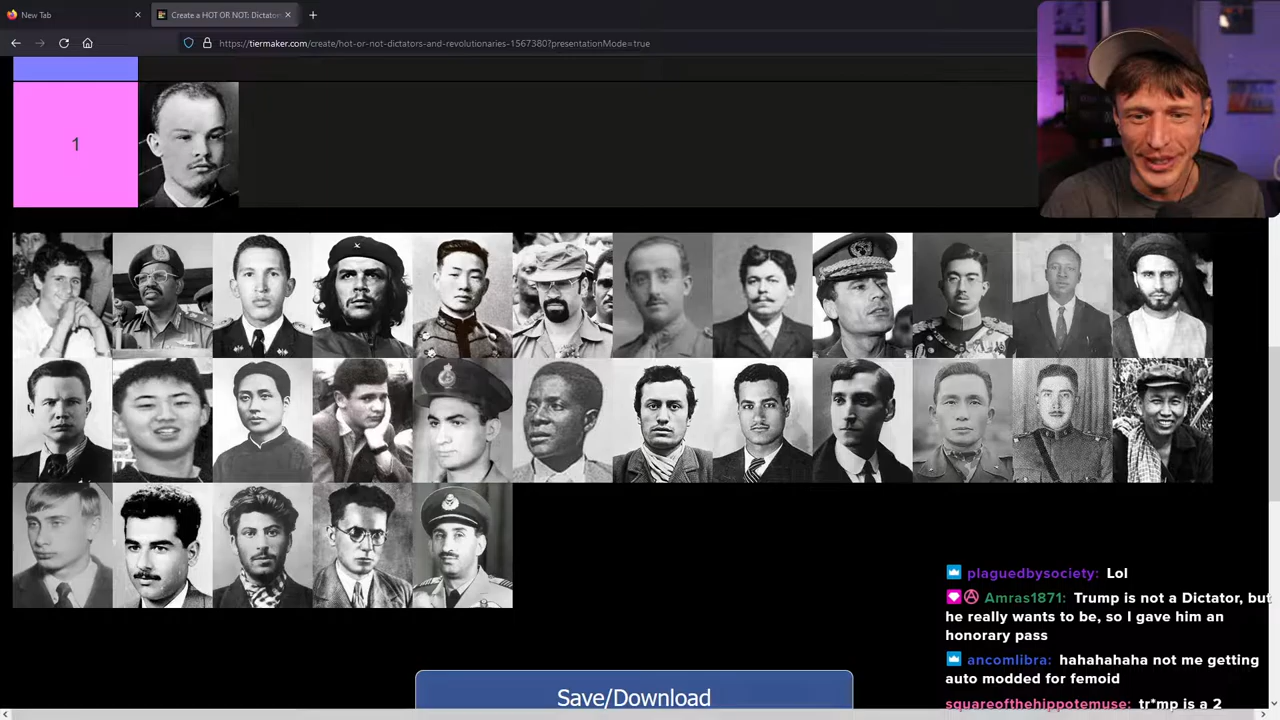 New Tab
Create a HOT OR NOT: Dictator
https://tiermaker.com/create/hot-or-not-dictators-and-revolutionaries-1567380?presentationMode=true
1
Save/Download
plaguedbysociety: Lol
Amras1871: Trump is not a Dictator, but
he really wants to be, so I gave him an
honorary pass
ancomlibra: hahahahaha not me getting
auto modded for femoid
squareofthehippotemuse: tr*mp is a 2